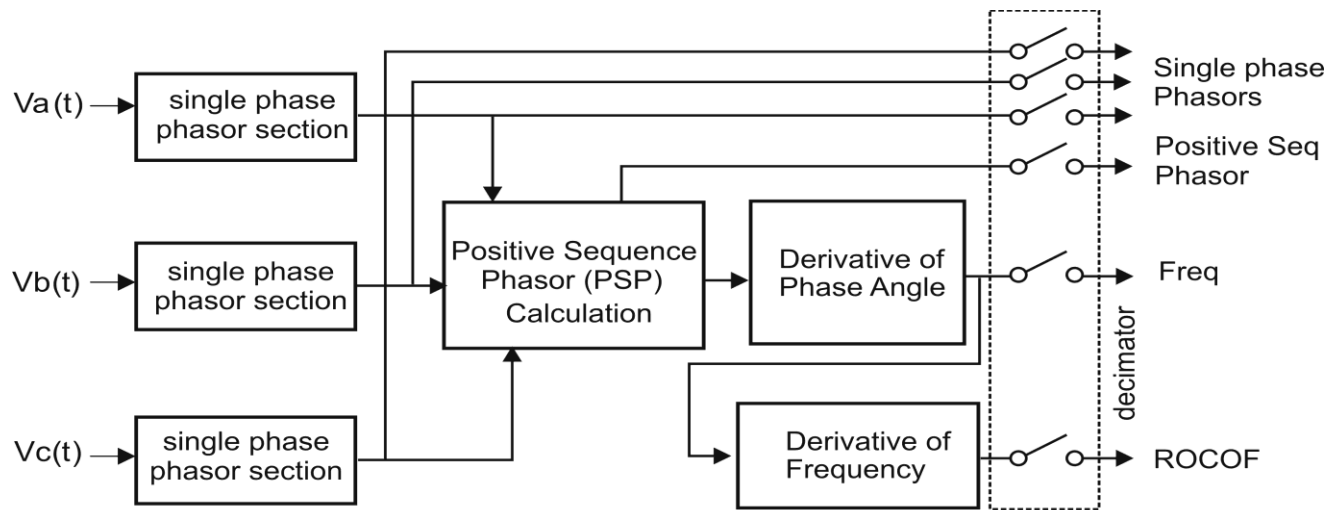 Va(t)
single phase
phasor section
Single phase
Phasors
Positive Seq
Phasor
Vb(t)
single phase
phasor section
Positive Sequence
Phasor (PSP)
Calculation
Derivative of
Phase Angle
Freq
decimator
Vc(t)
single phase
phasor section
Derivative of
Frequency
ROCOF